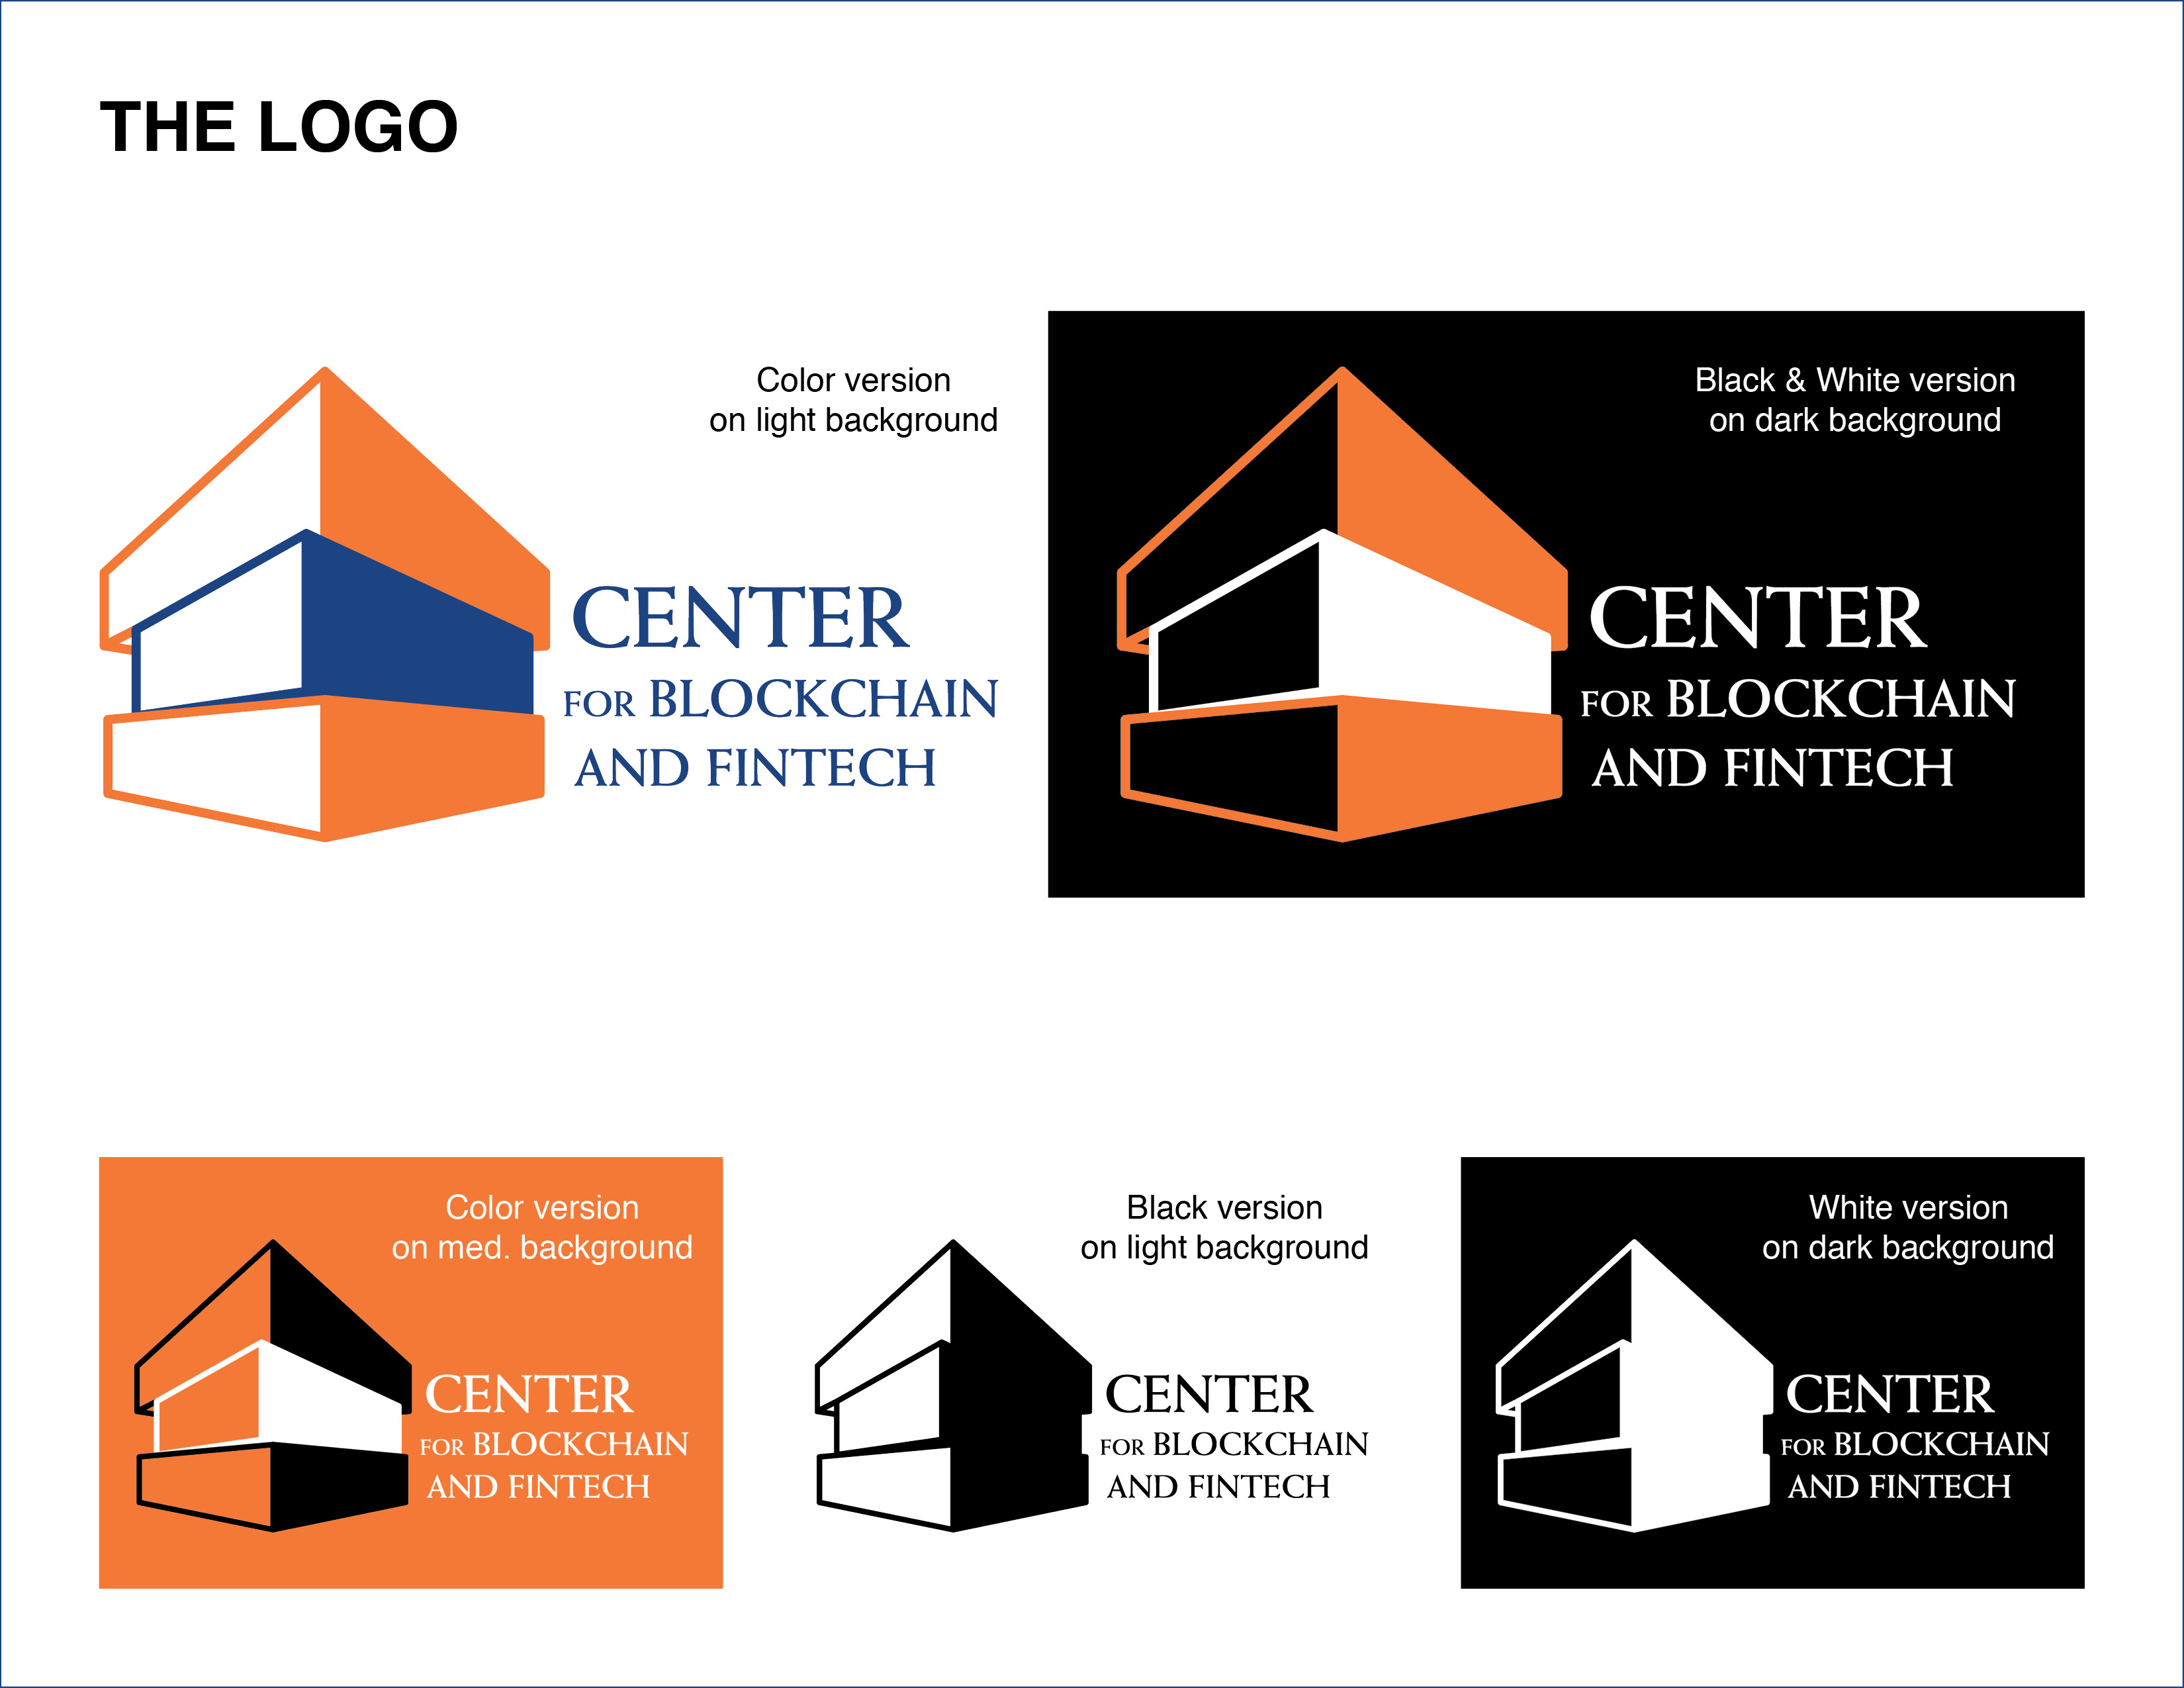 THE LOGO
Color version
on light background
CENTER
FOR BLOCKCHAIN
AND FINTECH
Black & White version
on dark background
CENTER
FOR BLOCKCHAIN
AND FINTECH
Color version
on med. background
CENTER
FOR BLOCKCHAIN
AND FINTECH
Black version
on light background
CENTER
FOR BLOCKCHAIN
AND FINTECH
White version
on dark background
CENTER
FOR BLOCKCHAIN
AND FINTECH